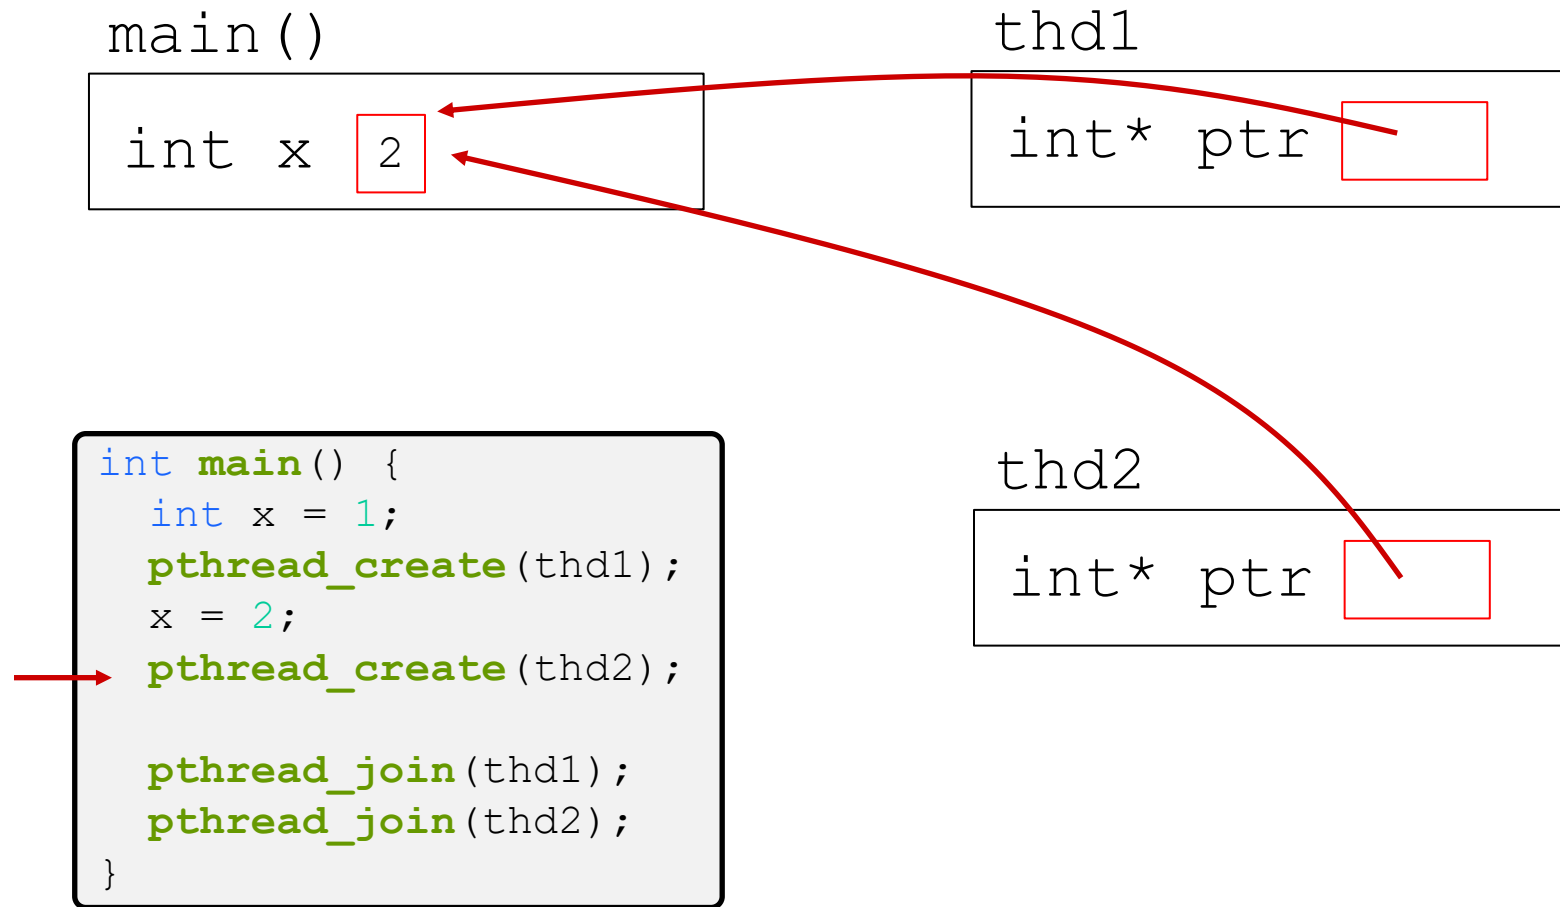 main()
int x 2
thd1
int* ptr
thd2
int* ptr
int main() {
  int x = 1;
  pthread_create(thd1);
  x = 2;
  pthread_create(thd2);

  pthread_join(thd1);
  pthread_join(thd2);
}